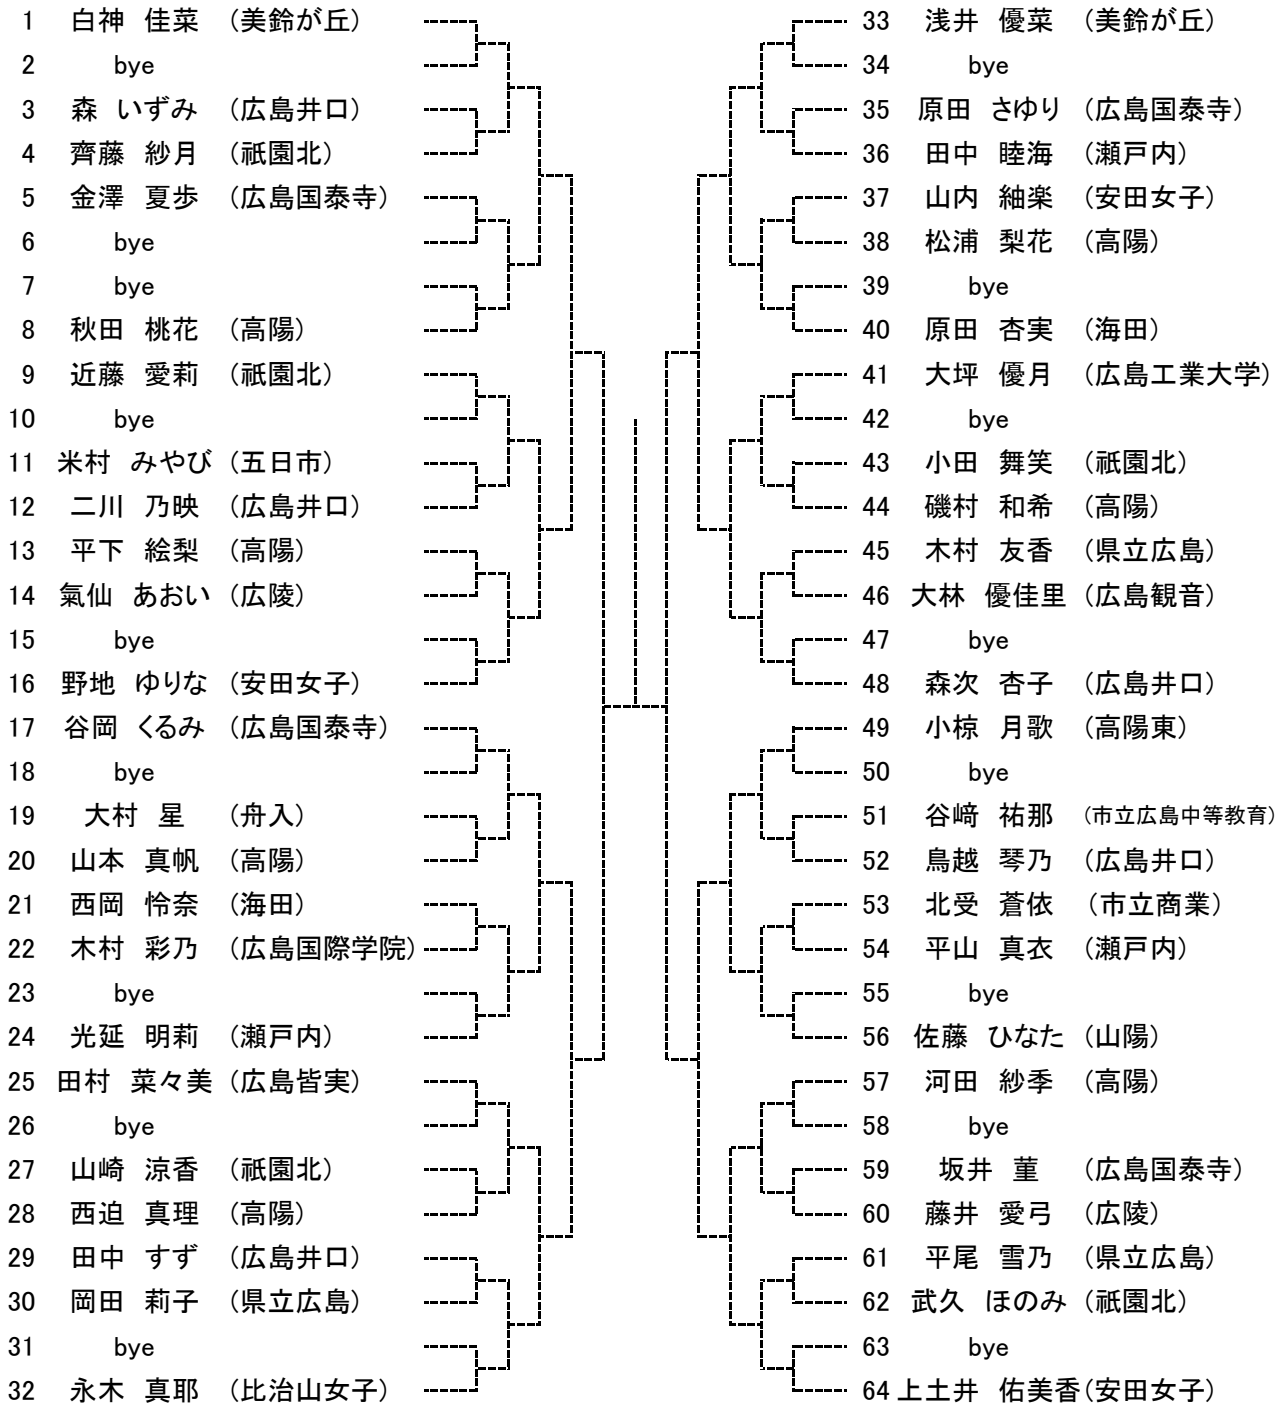 1 白神 佳菜 (美鈴が丘)
2 bye
3 森 いずみ (広島井口)
4 齊藤 紗月 (祇園北)
5 金澤 夏歩 (広島国泰寺)
6 bye
7 bye
8 秋田 桃花 (高陽)
9 近藤 愛莉 (祇園北)
10 bye
11 米村 みやび (五日市)
12 二川 乃映 (広島井口)
13 平下 絵梨 (高陽)
14 氣仙 あおい (広陵)
15 bye
16 野地 ゆりな (安田女子)
17 谷岡 くるみ (広島国泰寺)
18 bye
19 大村 星 (舟入)
20 山本 真帆 (高陽)
21 西岡 怜奈 (海田)
22 木村 彩乃 (広島国際学院)
23 bye
24 光延 明莉 (瀬戸内)
25 田村 菜々美 (広島皆実)
26 bye
27 山崎 涼香 (祇園北)
28 西迫 真理 (高陽)
29 田中 すず (広島井口)
30 岡田 莉子 (県立広島)
31 bye
32 永木 真耶 (比治山女子)
33 浅井 優菜 (美鈴が丘)
34 bye
35 原田 さゆり (広島国泰寺)
36 田中 睦海 (瀬戸内)
37 山内 紬楽 (安田女子)
38 松浦 梨花 (高陽)
39 bye
40 原田 杏実 (海田)
41 大坪 優月 (広島工業大学)
42 bye
43 小田 舞笑 (祇園北)
44 磯村 和希 (高陽)
45 木村 友香 (県立広島)
46 大林 優佳里 (広島観音)
47 bye
48 森次 杏子 (広島井口)
49 小椋 月歌 (高陽東)
50 bye
51 谷﨑 祐那 (市立広島中等教育)
52 鳥越 琴乃 (広島井口)
53 北受 蒼依 (市立商業)
54 平山 真衣 (瀬戸内)
55 bye
56 佐藤 ひなた (山陽)
57 河田 紗季 (高陽)
58 bye
59 坂井 菫 (広島国泰寺)
60 藤井 愛弓 (広陵)
61 平尾 雪乃 (県立広島)
62 武久 ほのみ (祇園北)
63 bye
64 上土井 佑美香 (安田女子)